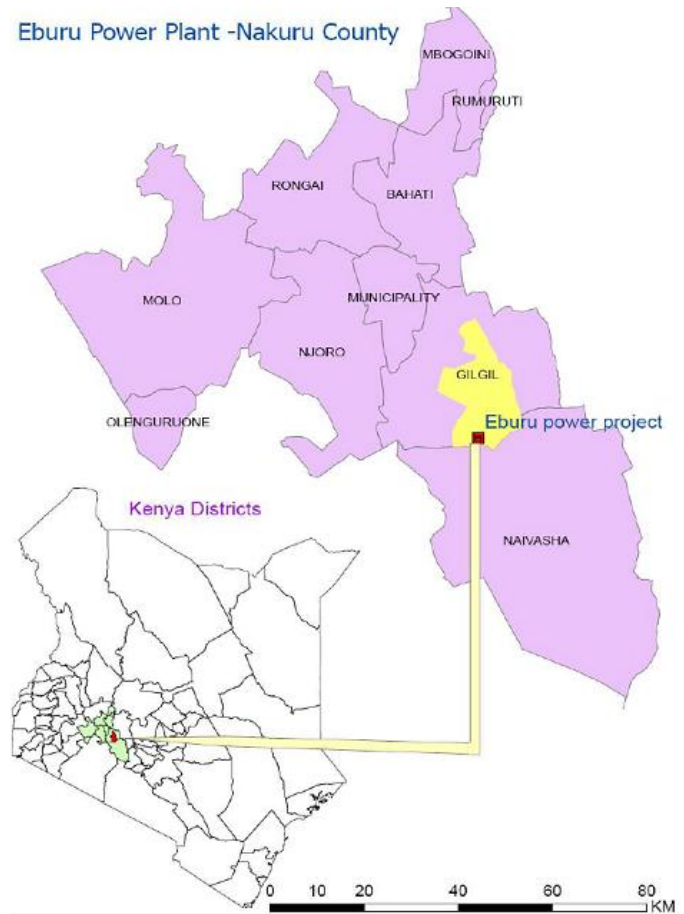 Eburu Power Plant -Nakuru County
MBOGOINI
RUMURUTI
RONGAI
BAHATI
MOLO
MUNICIPALITY
NJORO
GILGIL
OLENGURUONE
Eburu power project
Kenya Districts
NAIVASHA
0 10 20 40 60 80
KM